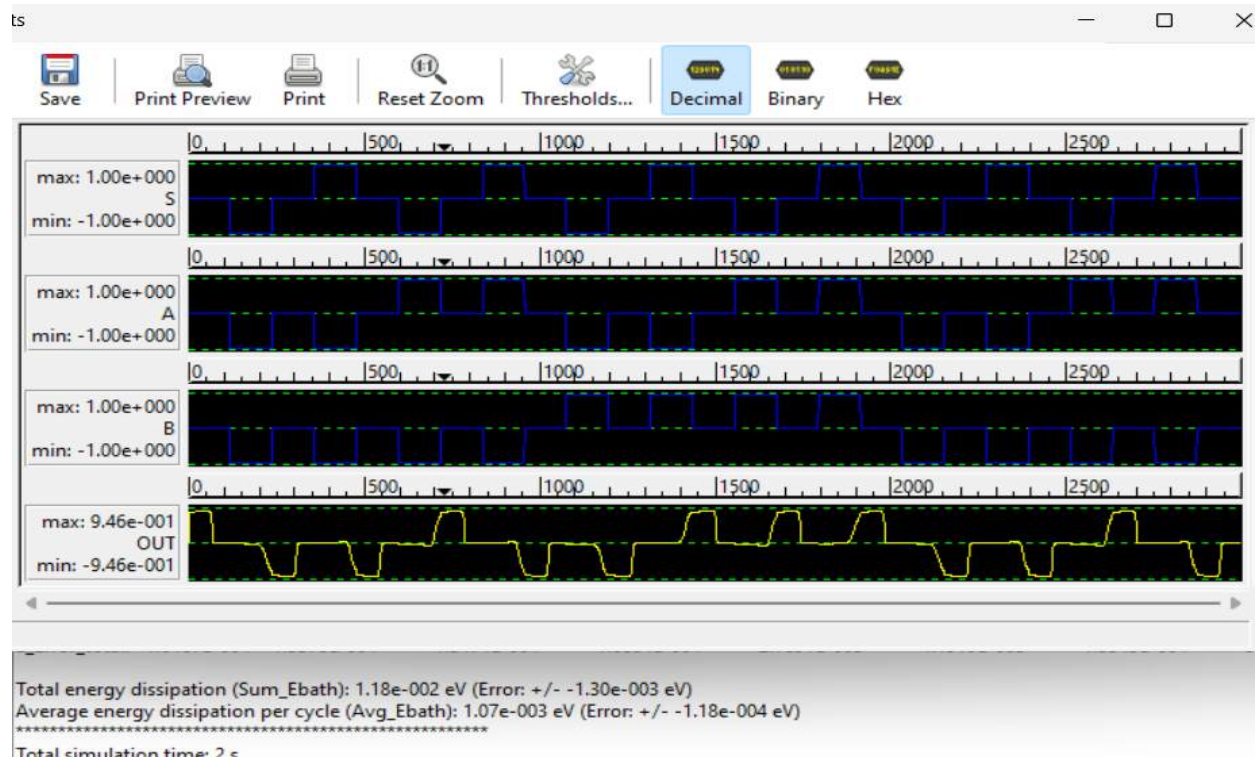 ts
Save Print Preview Print Reset Zoom Thresholds... Decimal Binary Hex
0 500 1000 1500 2000 2500
max: 1.00e+000
S
min: -1.00e+000
0 500 1000 1500 2000 2500
max: 1.00e+000
A
min: -1.00e+000
0 500 1000 1500 2000 2500
max: 1.00e+000
B
min: -1.00e+000
0 500 1000 1500 2000 2500
max: 9.46e-001
OUT
min: -9.46e-001
Total energy dissipation (Sum_Ebath): 1.18e-002 eV (Error: +/- -1.30e-003 eV)
Average energy dissipation per cycle (Avg_Ebath): 1.07e-003 eV (Error: +/- -1.18e-004 eV)
Total simulation time: 2 s